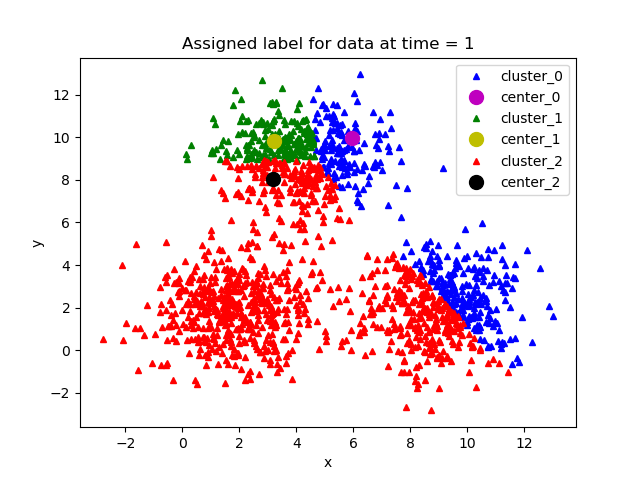 Assigned label for data at time = 1
cluster_0
center_0
cluster_1
center_1
cluster_2
center_2
12
10
8
6
4
2
0
−2
y
−2 0 2 4 6 8 10 12
x